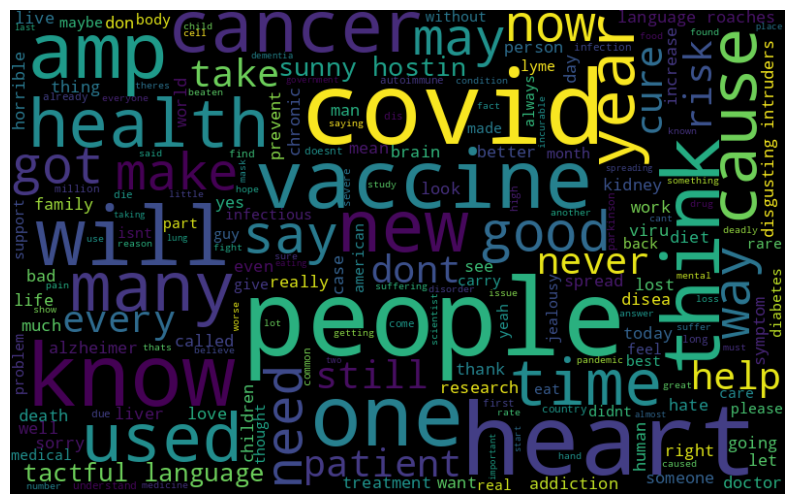 live maybe don body
last child cell
cancer
now
may
language roaches
found place
amp
without person
dementia infection
food
year
cause
increase
risk
cure
take
sunny hostin
lyme
theres
government
autoimmune condition
horrible
thing
already everyone
beaten
world
prevent
chronic
man
saying
fact
day
always
incurable
covid
disgusting intruders
health
got
said
find
mean
dis
brain
doesnt
made
better
month
known
make
million
die
mask
hope
little
severe
study
look
high
another
spreading
something
cant
drug
deadly
kidney
think
vaccine
family
yes
support
will
taking
use
reason
lung
fight
part
isnt
infectious
guy
say
new
american
case
good
parkinson
work
viru
back
diet
rare
diabetes
way
bad
pain
many
give
even
really
dont
see
carry
never
spread
lost
disea
mental
loss
life
show
much
every
worse
called
believe
suffering
disorder
issue
scientist
yeah
jealousy
today
feel
suffer
answer
long
best
must
symptom
problem
alzheimer
thats
people
lot
getting
come
pandemic
great
know
need
common
two
still
thank
research
eat
time
help
care
hate
please
death
due
liver
love
children
thought
one
first
rate
country
didnt
almost
well
sorry
medical
used
patient
important
start
heart
hand
caused
human
right
going
let
tactful language
treatment
want
real
addiction
someone
doctor
number
understand medicine
sure
eating